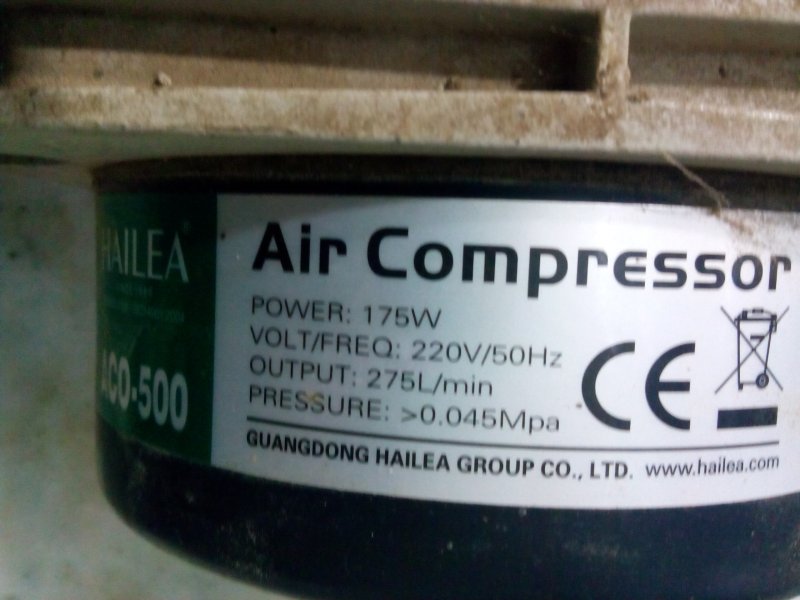 HAILEA®
ACO-500
Air Compressor
POWER: 175W
VOLT/FREQ: 220V/50Hz
OUTPUT: 275L/min
PRESSURE: >0.045Mpa
CE
GUANGDONG HAILEA GROUP CO., LTD. www.hailea.com